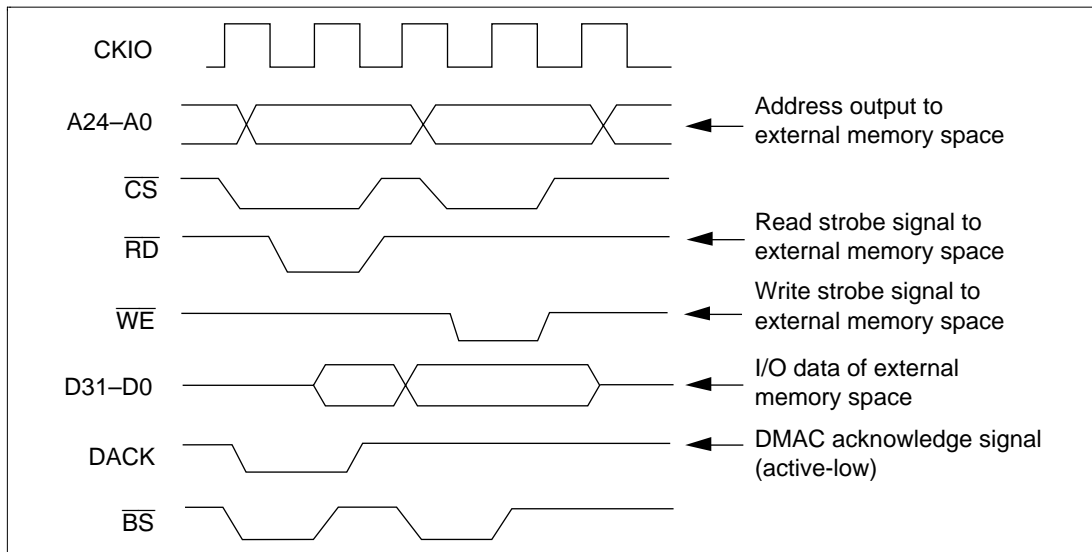 CKIO
A24–A0
Address output to
external memory space
CS
RD
Read strobe signal to
external memory space
WE
Write strobe signal to
external memory space
D31–D0
I/O data of external
memory space
DACK
DMAC acknowledge signal
(active-low)
BS